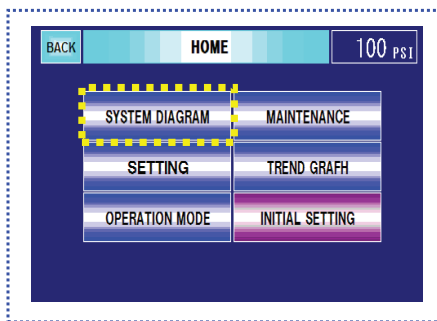 BACK HOME 100 PSI
SYSTEM DIAGRAM MAINTENANCE
SETTING TREND GRAFH
OPERATION MODE INITIAL SETTING